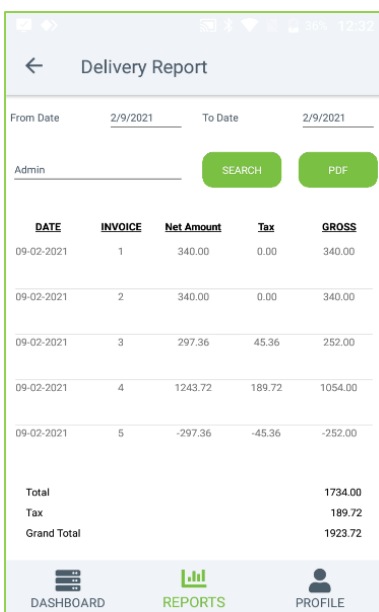 36% 12:32
Delivery Report
From Date 2/9/2021 To Date 2/9/2021
Admin SEARCH PDF
DATE INVOICE Net Amount Tax GROSS
09-02-2021 1 340.00 0.00 340.00
09-02-2021 2 340.00 0.00 340.00
09-02-2021 3 297.36 45.36 252.00
09-02-2021 4 1243.72 189.72 1054.00
09-02-2021 5 -297.36 -45.36 -252.00
Total 1734.00
Tax 189.72
Grand Total 1923.72
DASHBOARD REPORTS PROFILE